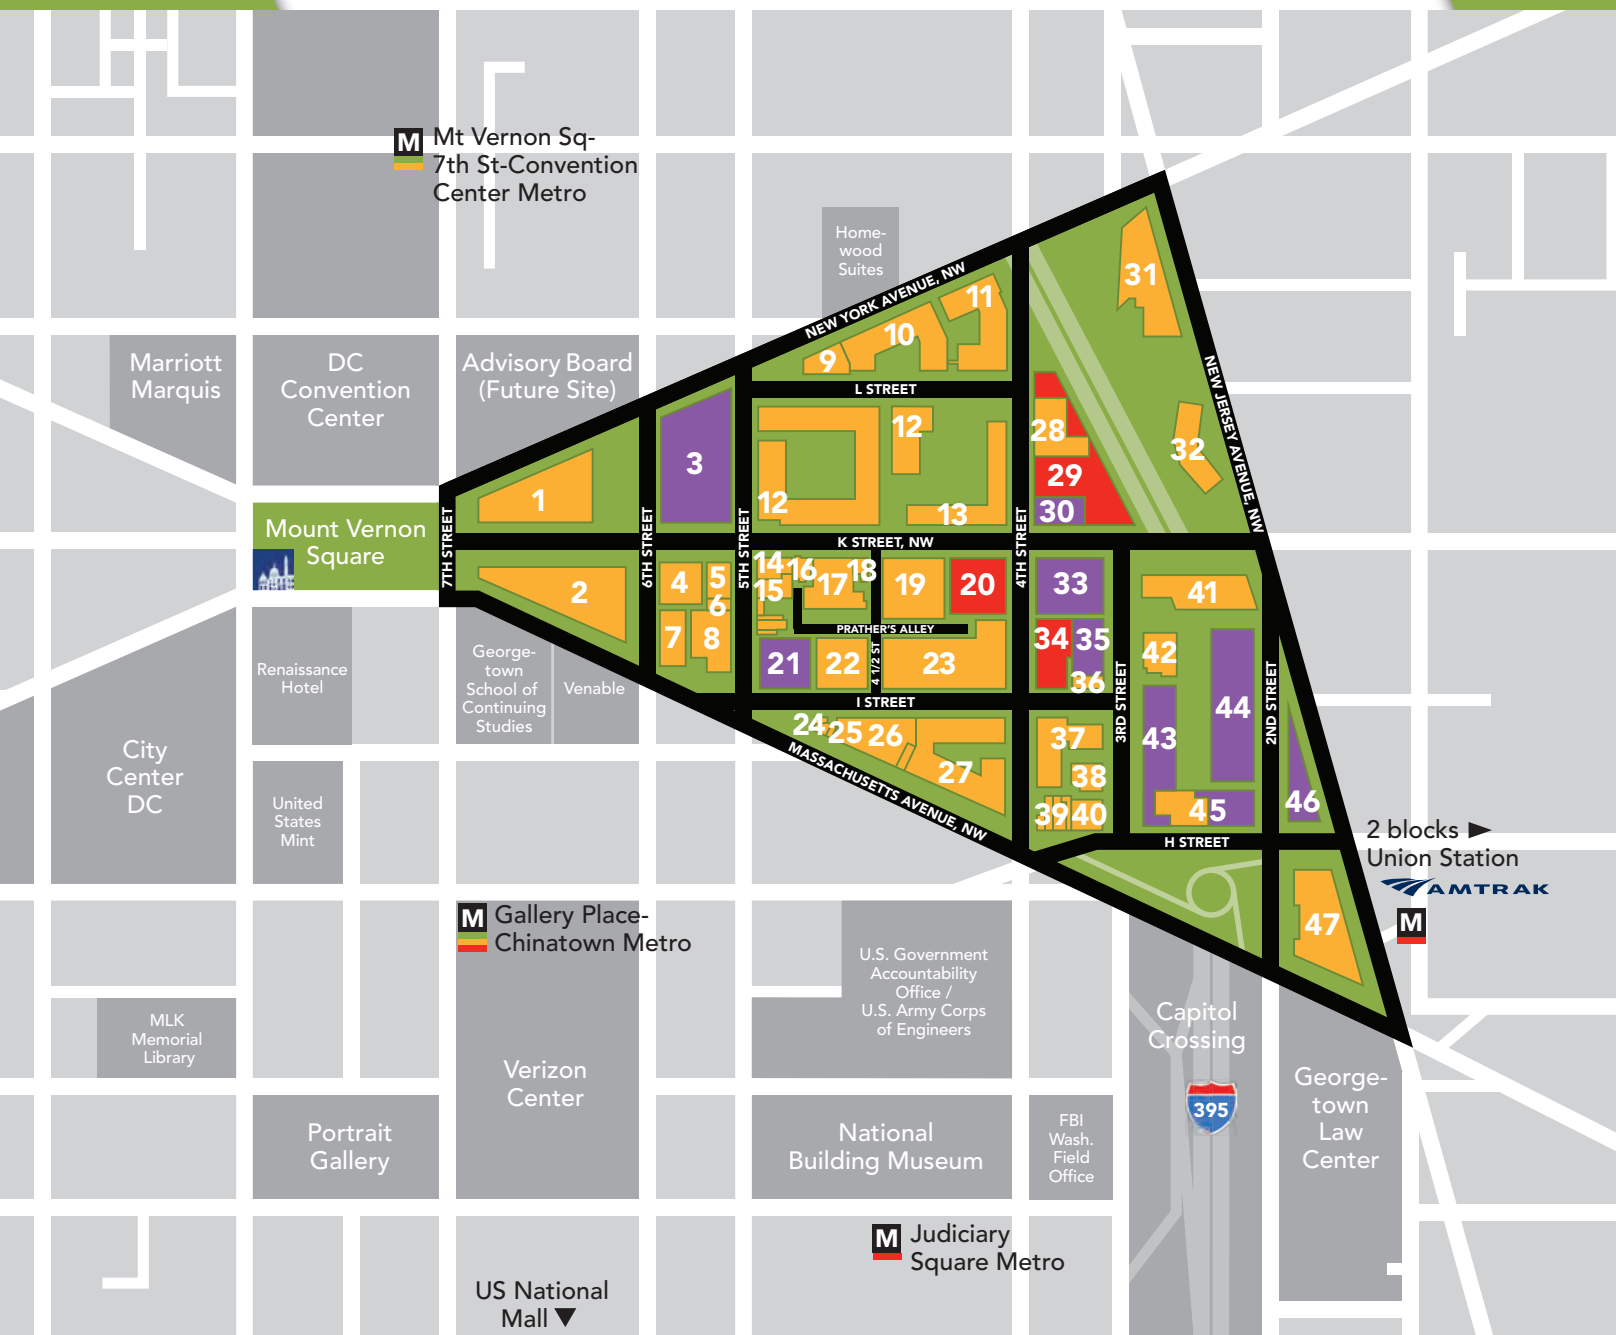 M
Mt Vernon Sq-
7th St-Convention
Center Metro
Home-
wood
Suites
NEW YORK AVENUE, NW
31
11
10
9
Marriott
Marquis
DC
Convention
Center
Advisory Board
(Future Site)
L STREET
NEW JERSEY AVENUE, NW
12
28
32
3
29
1
12
13
30
Mount Vernon
Square
7TH STREET
6TH STREET
5TH STREET
4TH STREET
K STREET, NW
2
4
5
6
14
15
16
17
18
19
20
33
41
7
8
PRATHER'S ALLEY
34
35
21
22
4 1/2 ST
23
36
42
3RD STREET
2ND STREET
Renaissance
Hotel
George-
town
School of
Continuing
Studies
Venable
I STREET
24
25
26
27
MASSACHUSETTS AVENUE, NW
37
38
39
40
43
44
45
46
City
Center
DC
United
States
Mint
H STREET
2 blocks
Union Station
AMTRAK
M
47
M
Gallery Place-
Chinatown Metro
U.S. Government
Accountability
Office /
U.S. Army Corps
of Engineers
MLK
Memorial
Library
Capitol
Crossing
Verizon
Center
395
George-
town
Law
Center
Portrait
Gallery
National
Building Museum
FBI
Wash.
Field
Office
M
Judiciary
Square Metro
US National
Mall